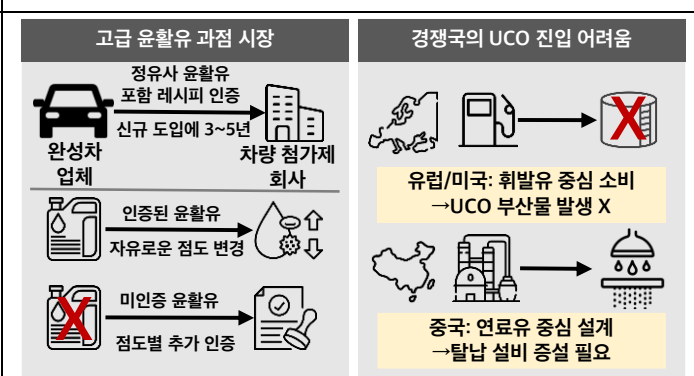 고급 윤활유 과점 시장
정유사 윤활유
포함 레시피 인증
신규 도입에 3~5년
완성차
업체
차량 첨가제
회사
인증된 윤활유
자유로운 점도 변경
미인증 윤활유
점도별 추가 인증
경쟁국의 UCO 진입 어려움
X
유럽/미국: 휘발유 중심 소비
→UCO 부산물 발생 X
중국: 연료유 중심 설계
→탈납 설비 증설 필요